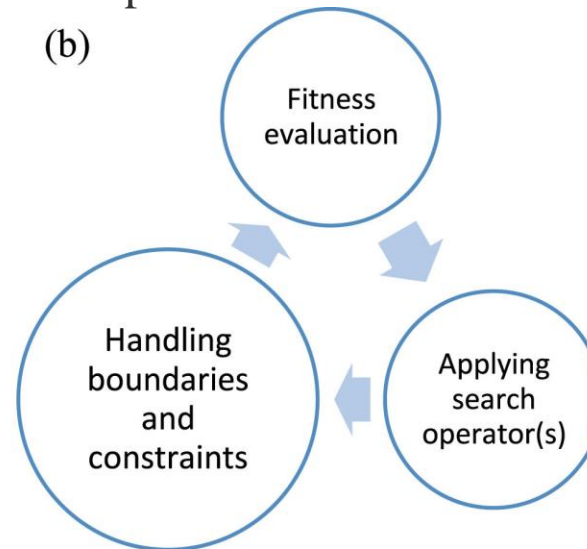 (b)
Fitness
evaluation
Applying
search
operator(s)
Handling
boundaries
and
constraints